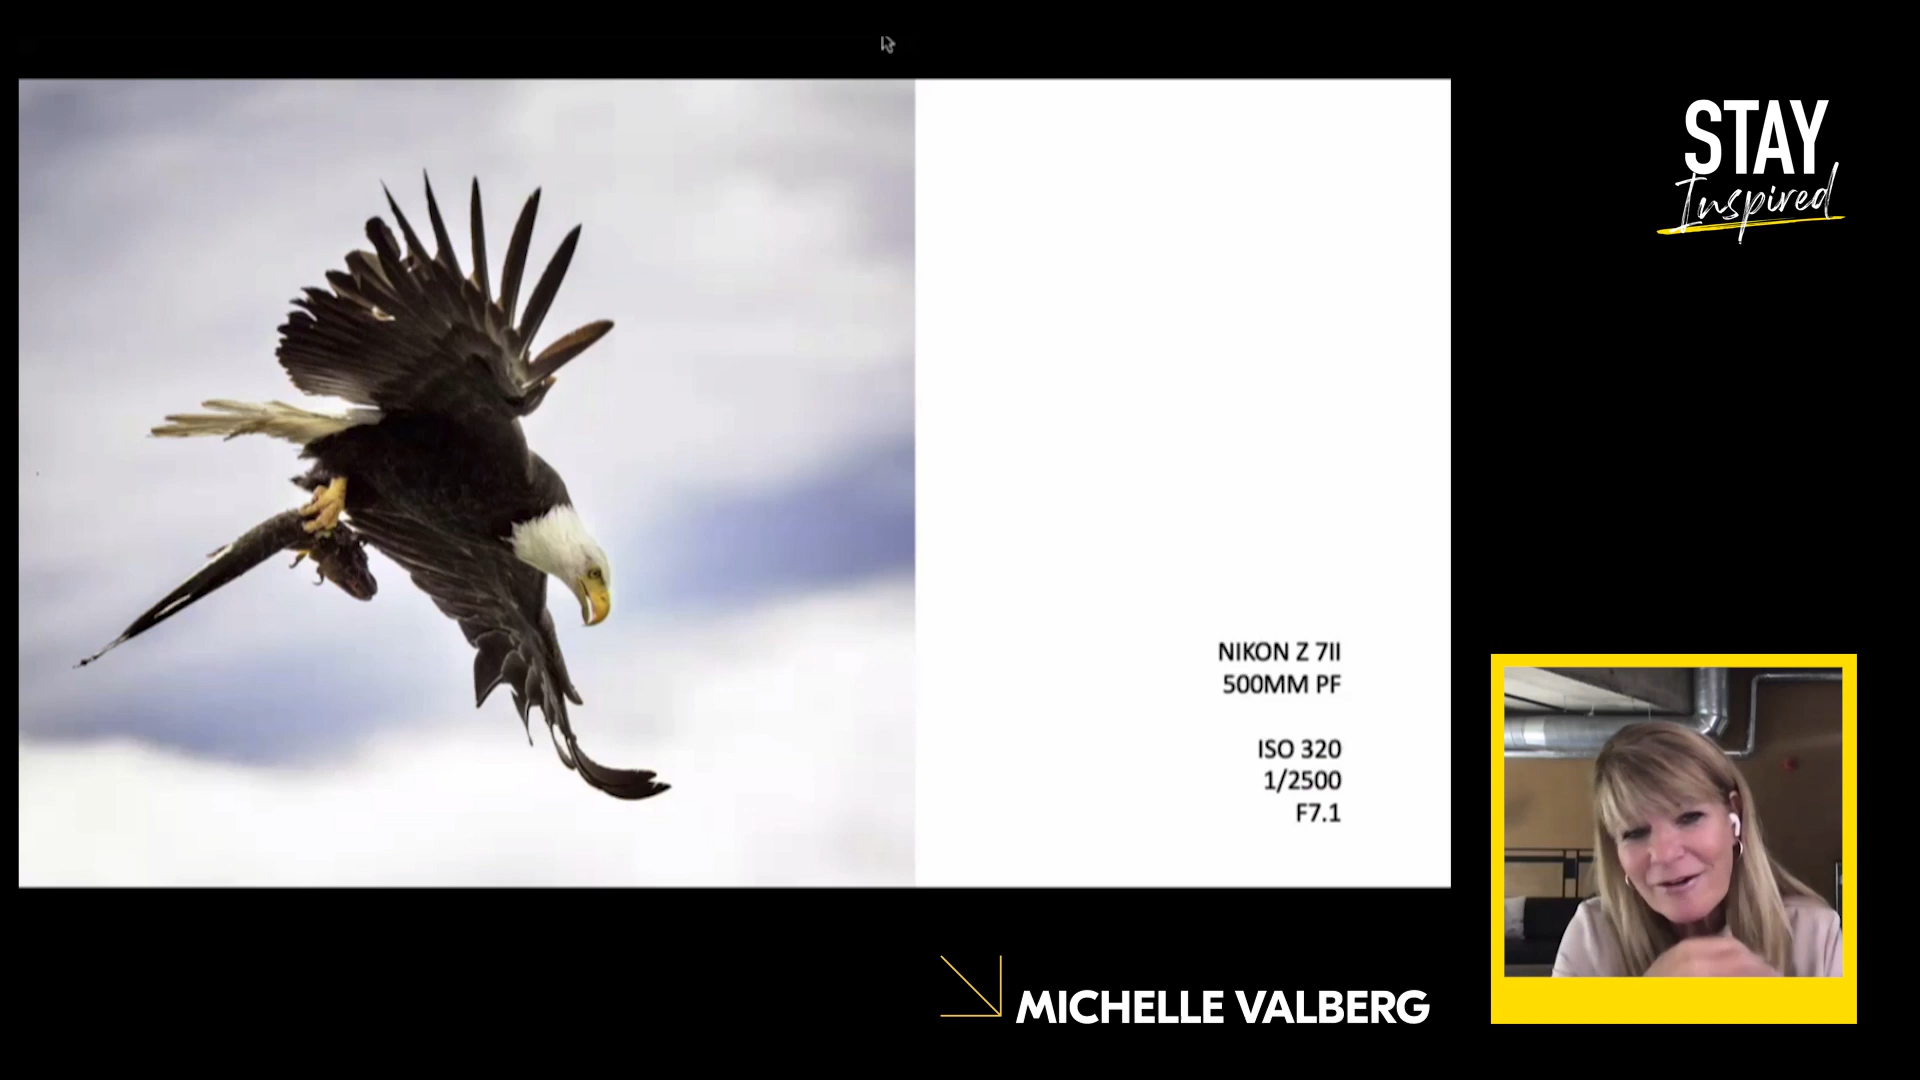 STAY
Inspired
NIKON Z 7II
500MM PF
ISO 320
1/2500
F7.1
MICHELLE VALBERG